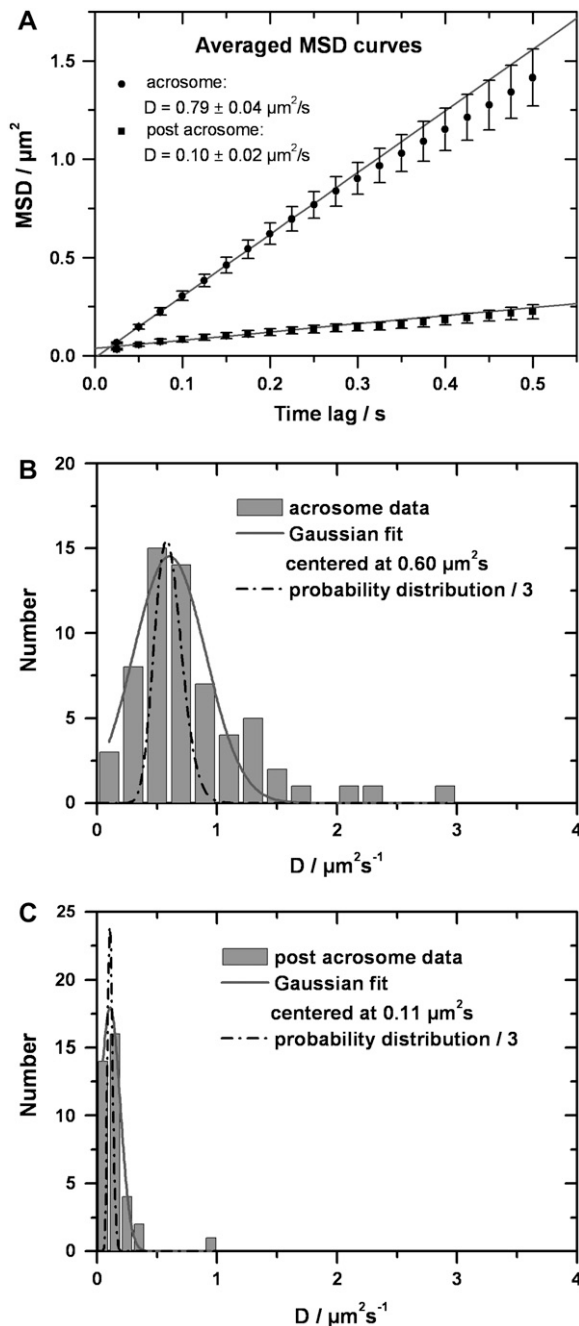 A
Averaged MSD curves
acrosome:
D = 0.79 ± 0.04 µm²/s
post acrosome:
D = 0.10 ± 0.02 µm²/s
MSD / µm²
1.5
1.0
0.5
0.0
0.0 0.1 0.2 0.3 0.4 0.5
Time lag / s
B
20
15
10
5
0
Number
acrosome data
Gaussian fit
centered at 0.60 µm²s
probability distribution / 3
0 1 2 3 4
D / µm²s⁻¹
C
25
20
15
10
5
0
Number
post acrosome data
Gaussian fit
centered at 0.11 µm²s
probability distribution / 3
0 1 2 3 4
D / µm²s⁻¹